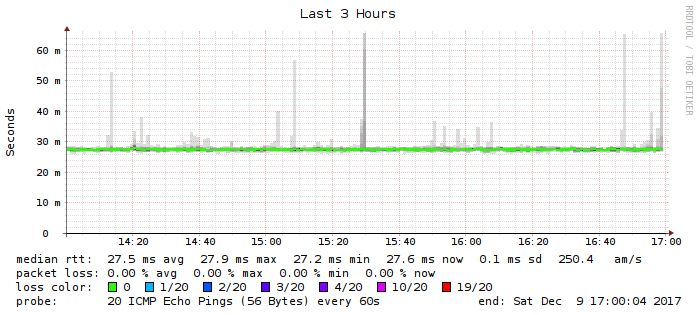 Last 3 Hours
RRDTOOL / TOBI OETIKER
Seconds
60 m
50 m
40 m
30 m
20 m
10 m
0
14:20 14:40 15:00 15:20 15:40 16:00 16:20 16:40 17:00
median rtt: 27.5 ms avg 27.9 ms max 27.2 ms min 27.6 ms now 0.1 ms sd 250.4 am/s
packet loss: 0.00 % avg 0.00 % max 0.00 % min 0.00 % now
loss color: 0 1/20 2/20 3/20 4/20 10/20 19/20
probe: 20 ICMP Echo Pings (56 Bytes) every 60s end: Sat Dec 9 17:00:04 2017